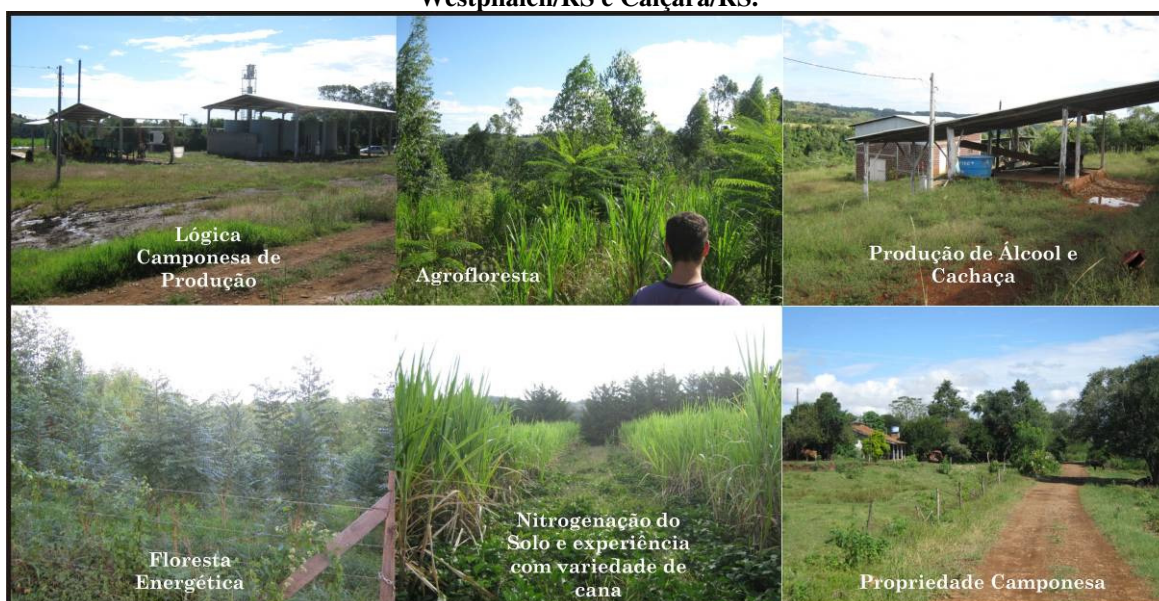 Westphalen/RS e Caiçara/RS.
Lógica
Camponesa de
Produção
Agrofloresta
Produção de Álcool e
Cachaça
Floresta
Energética
Nitrogenação do
Solo e experiência
com variedade de
cana
Propriedade Camponesa